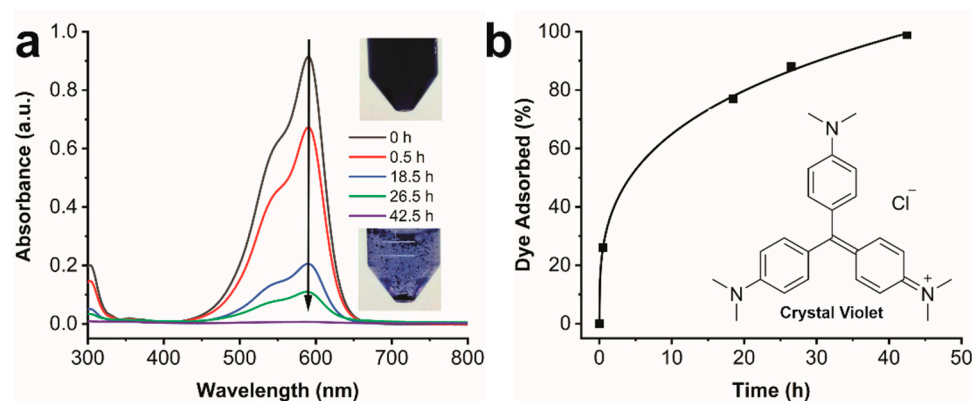 a
Absorbance (a.u.)
1.0
0.8
0.6
0.4
0.2
0.0
300 400 500 600 700 800
Wavelength (nm)
0 h
0.5 h
18.5 h
26.5 h
42.5 h
b
Dye Adsorbed (%)
100
80
60
40
20
0
0 10 20 30 40 50
Time (h)
N
Cl−
N
N+
Crystal Violet